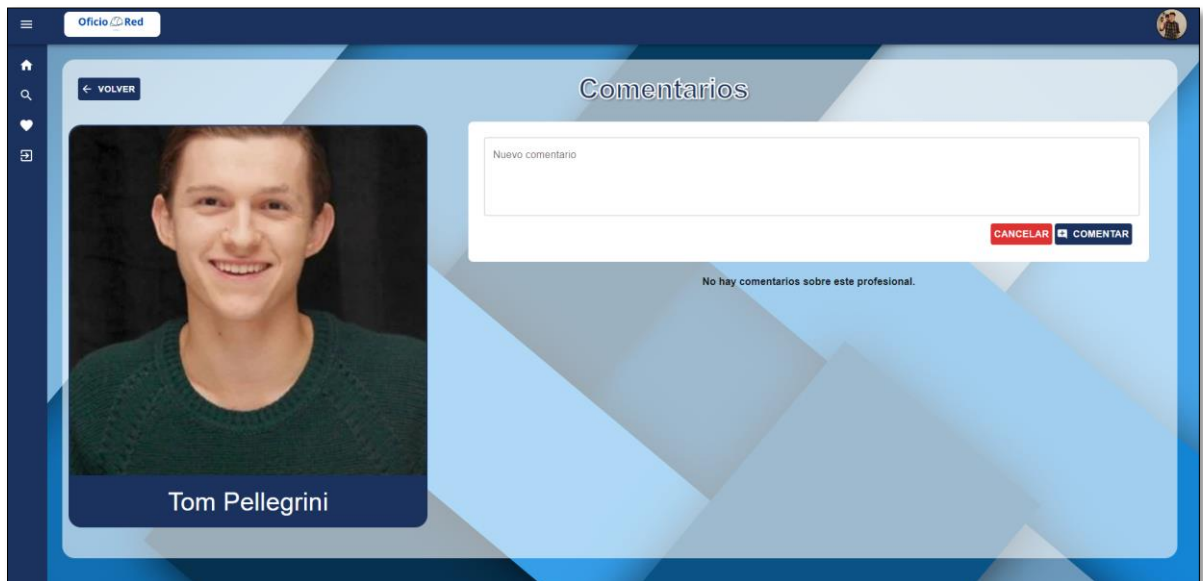 Oficio Red
VOLVER
Comentarios
Nuevo comentario
CANCELAR COMENTAR
No hay comentarios sobre este profesional.
Tom Pellegrini